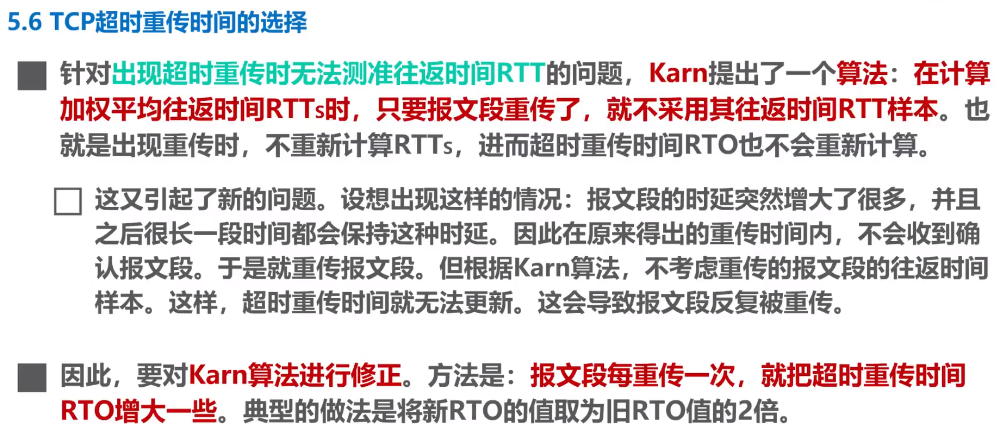 5.6 TCP超时重传时间的选择
针对出现超时重传时无法测准往返时间RTT的问题，Karn提出了一个算法：在计算
加权平均往返时间RTTs时，只要报文段重传了，就不采用其往返时间RTT样本。也
就是出现重传时，不重新计算RTTs，进而超时重传时间RTO也不会重新计算。
这又引起了新的问题。设想出现这样的情况：报文段的时延突然增大了很多，并且
之后很长一段时间都会保持这种时延。因此在原来得出的重传时间内，不会收到确
认报文段。于是就重传报文段。但根据Karn算法，不考虑重传的报文段的往返时间
样本。这样，超时重传时间就无法更新。这会导致报文段反复被重传。
因此，要对Karn算法进行修正。方法是：报文段每重传一次，就把超时重传时间
RTO增大一些。典型的做法是将新RTO的值取为旧RTO值的2倍。